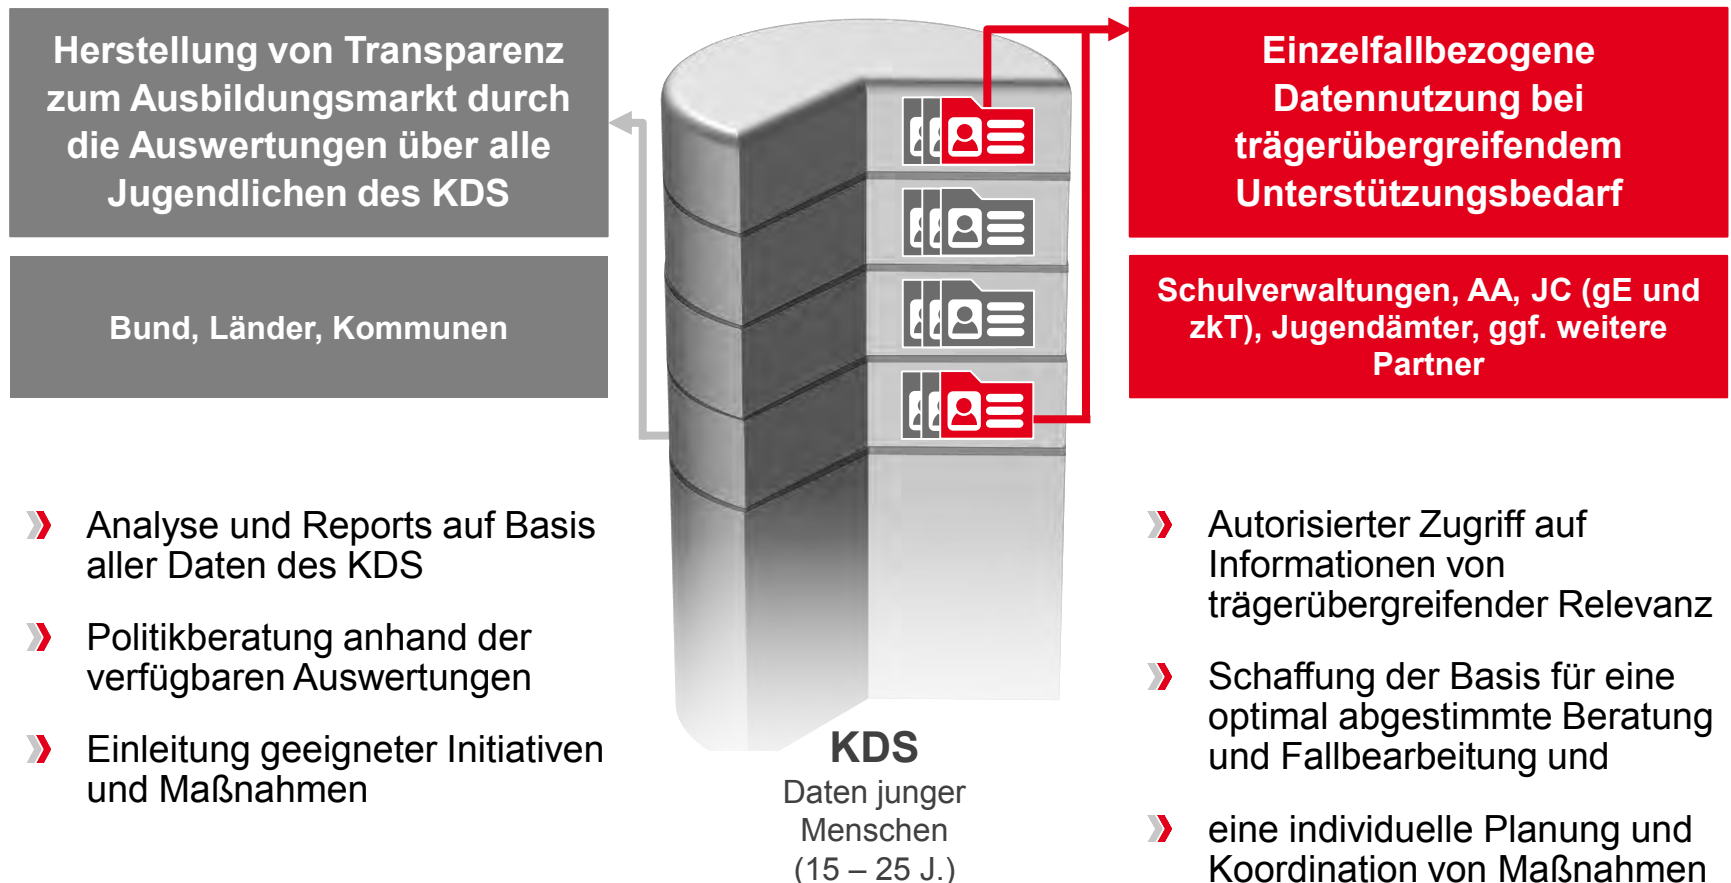 Herstellung von Transparenz
zum Ausbildungsmarkt durch
die Auswertungen über alle
Jugendlichen des KDS
Bund, Länder, Kommunen
Analyse und Reports auf Basis
aller Daten des KDS
Politikberatung anhand der
verfügbaren Auswertungen
Einleitung geeigneter Initiativen
und Maßnahmen
KDS
Daten junger
Menschen
(15 – 25 J.)
Einzelfallbezogene
Datennutzung bei
trägerübergreifendem
Unterstützungsbedarf
Schulverwaltungen, AA, JC (gE und
zkT), Jugendämter, ggf. weitere
Partner
Autorisierter Zugriff auf
Informationen von
trägerübergreifender Relevanz
Schaffung der Basis für eine
optimal abgestimmte Beratung
und Fallbearbeitung und
eine individuelle Planung und
Koordination von Maßnahmen